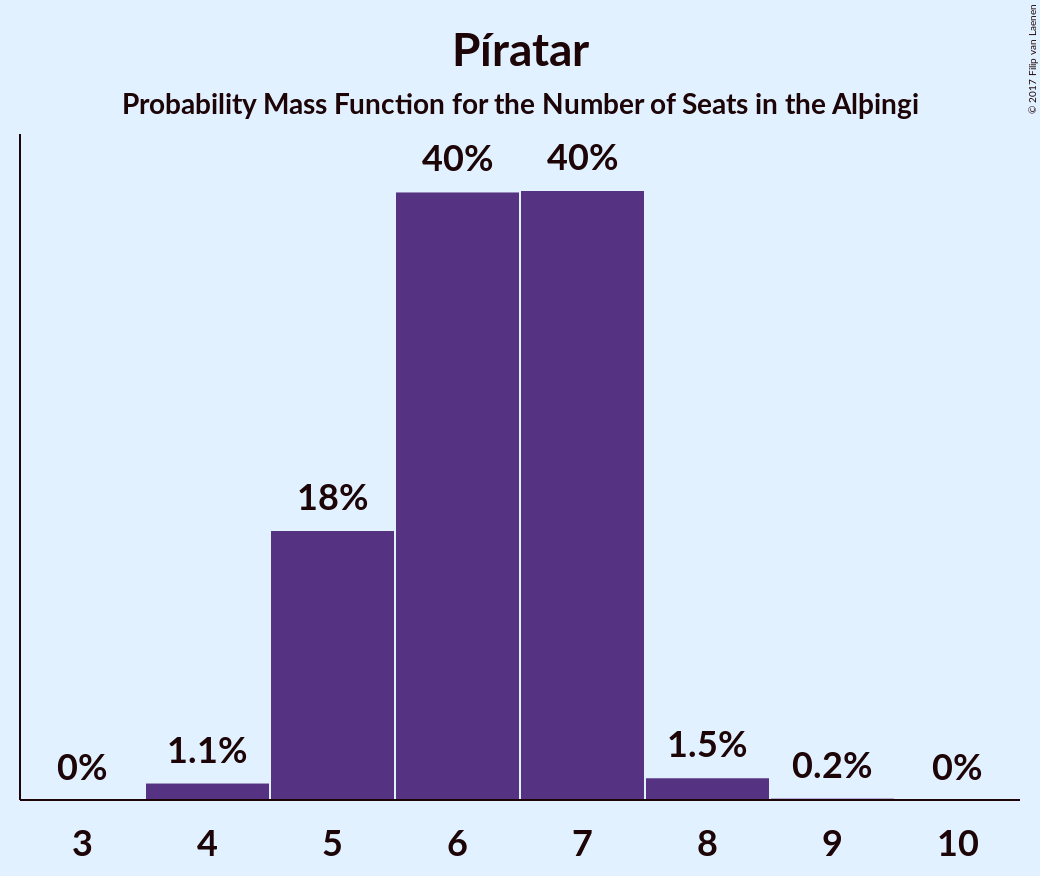 Píratar
Probability Mass Function for the Number of Seats in the Alþingi
© 2017 Filip van Laenen
0% 1.1% 18% 40% 40% 1.5% 0.2% 0%
3 4 5 6 7 8 9 10